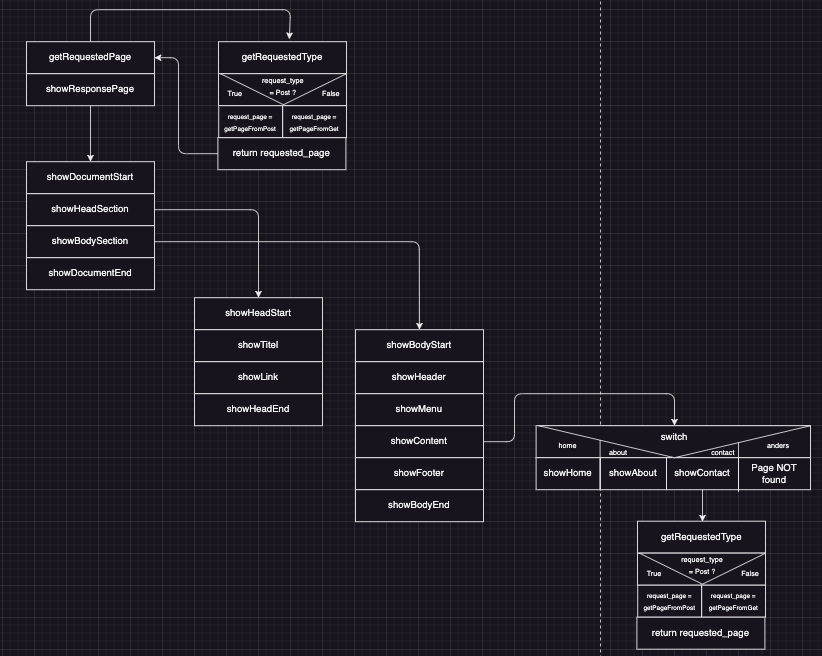 getRequestedPage
showResponsePage
getRequestedType
request_type
= Post ?
True
False
request_page =
getPageFromPost
request_page =
getPageFromGet
return requested_page
showDocumentStart
showHeadSection
showBodySection
showDocumentEnd
showHeadStart
showTitel
showLink
showHeadEnd
showBodyStart
showHeader
showMenu
showContent
showFooter
showBodyEnd
switch
home
about
contact
anders
showHome
showAbout
showContact
Page NOT
found
getRequestedType
request_type
= Post ?
True
False
request_page =
getPageFromPost
request_page =
getPageFromGet
return requested_page